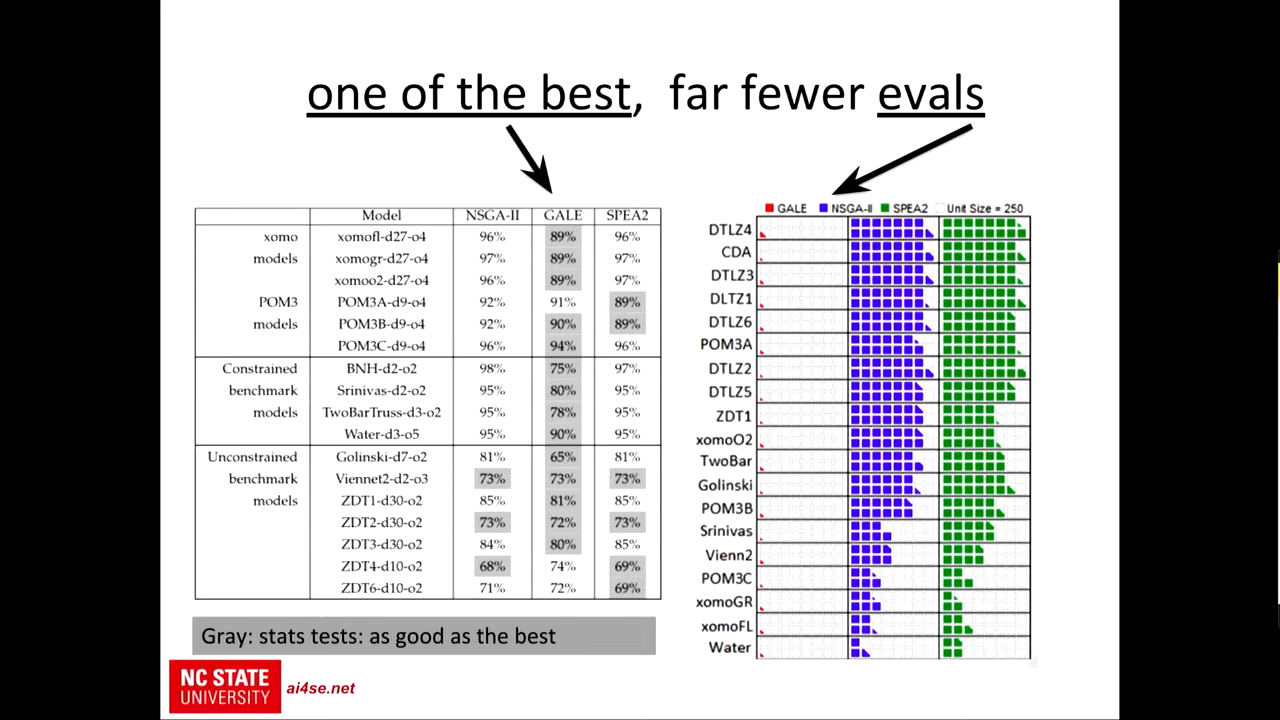 one of the best, far fewer evals
Model NSGA-II GALE SPEA2
xomo xomofl-d27-o4 96% 89% 96%
models xomogr-d27-o4 97% 89% 97%
xomoo2-d27-o4 96% 89% 97%
POM3 POM3A-d9-o4 92% 91% 89%
models POM3B-d9-o4 92% 90% 89%
POM3C-d9-o4 96% 94% 96%
Constrained BNH-d2-o2 98% 75% 97%
benchmark Srinivas-d2-o2 95% 80% 95%
models TwoBarTruss-d3-o2 95% 78% 95%
Water-d3-o5 95% 90% 95%
Unconstrained Golinski-d7-o2 81% 65% 81%
benchmark Viennet2-d2-o3 73% 73% 73%
models ZDT1-d30-o2 85% 81% 85%
ZDT2-d30-o2 73% 72% 73%
ZDT3-d30-o2 84% 80% 85%
ZDT4-d10-o2 68% 74% 69%
ZDT6-d10-o2 71% 72% 69%
Gray: stats tests: as good as the best
GALE NSGA-II SPEA2 Unit Size = 250
DTLZ4
CDA
DTLZ3
DLTZ1
DTLZ6
POM3A
DTLZ2
DTLZ5
ZDT1
xomoO2
TwoBar
Golinski
POM3B
Srinivas
Vienn2
POM3C
xomoGR
xomoFL
Water
NC STATE
UNIVERSITY
ai4se.net